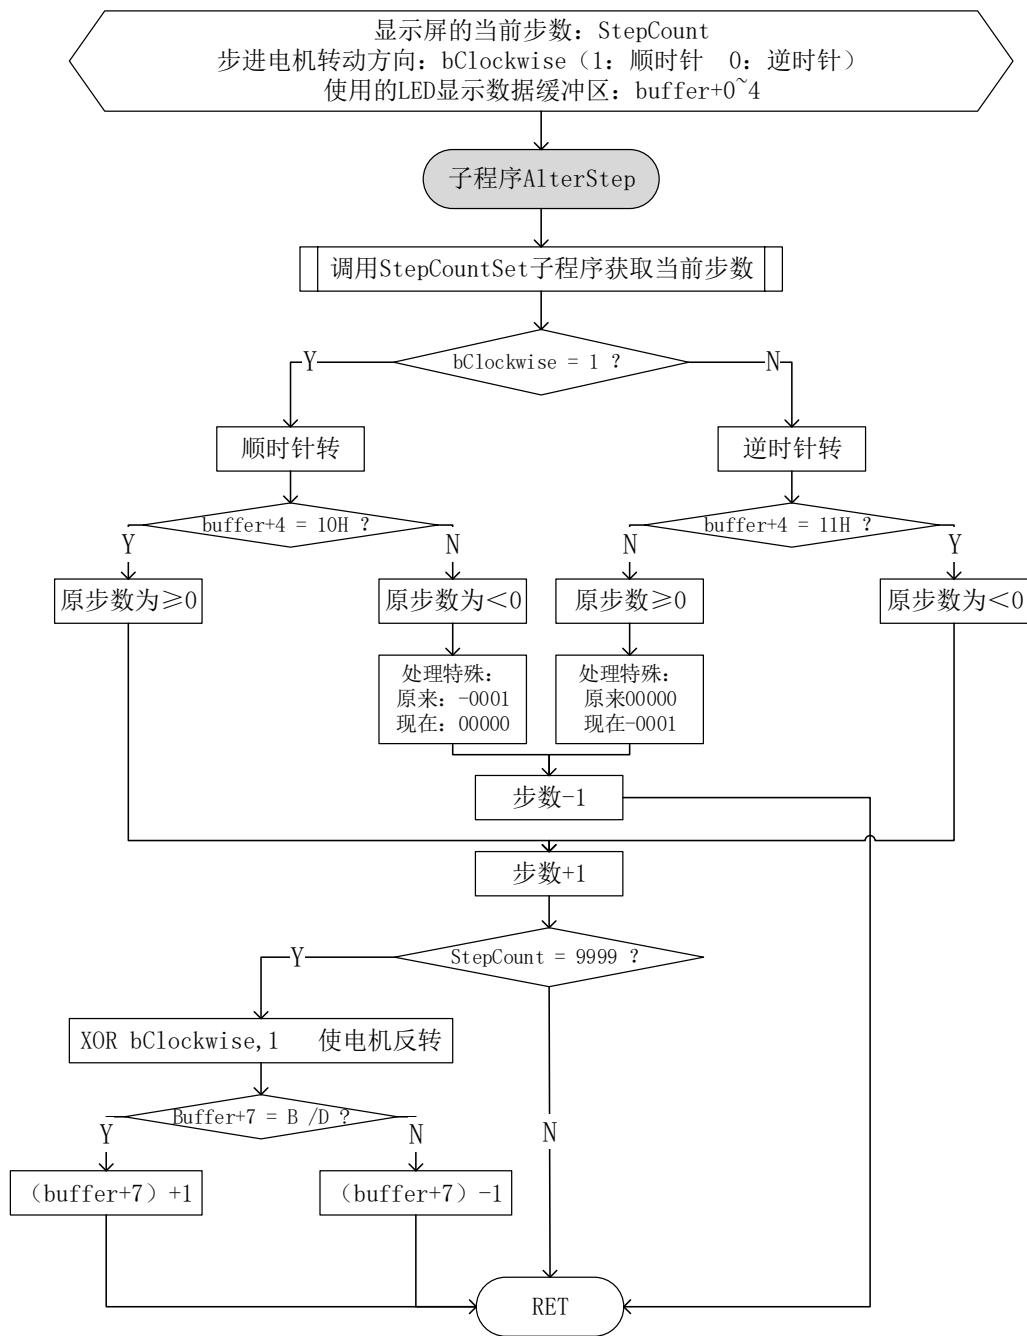 显示屏的当前步数：StepCount
步进电机转动方向：bClockwise（1：顺时针 0：逆时针）
使用的LED显示数据缓冲区：buffer+0~4
子程序AlterStep
调用StepCountSet子程序获取当前步数
bClockwise = 1 ？
Y
N
顺时针转
逆时针转
buffer+4 = 10H ？
buffer+4 = 11H ？
Y
N
N
Y
原步数为≥0
原步数为＜0
原步数≥0
原步数为＜0
处理特殊：
原来：-0001
现在：00000
处理特殊：
原来00000
现在-0001
步数-1
步数+1
StepCount = 9999 ？
Y
XOR bClockwise,1 使电机反转
Buffer+7 = B /D ？
Y
N
N
（buffer+7）+1
（buffer+7）-1
RET